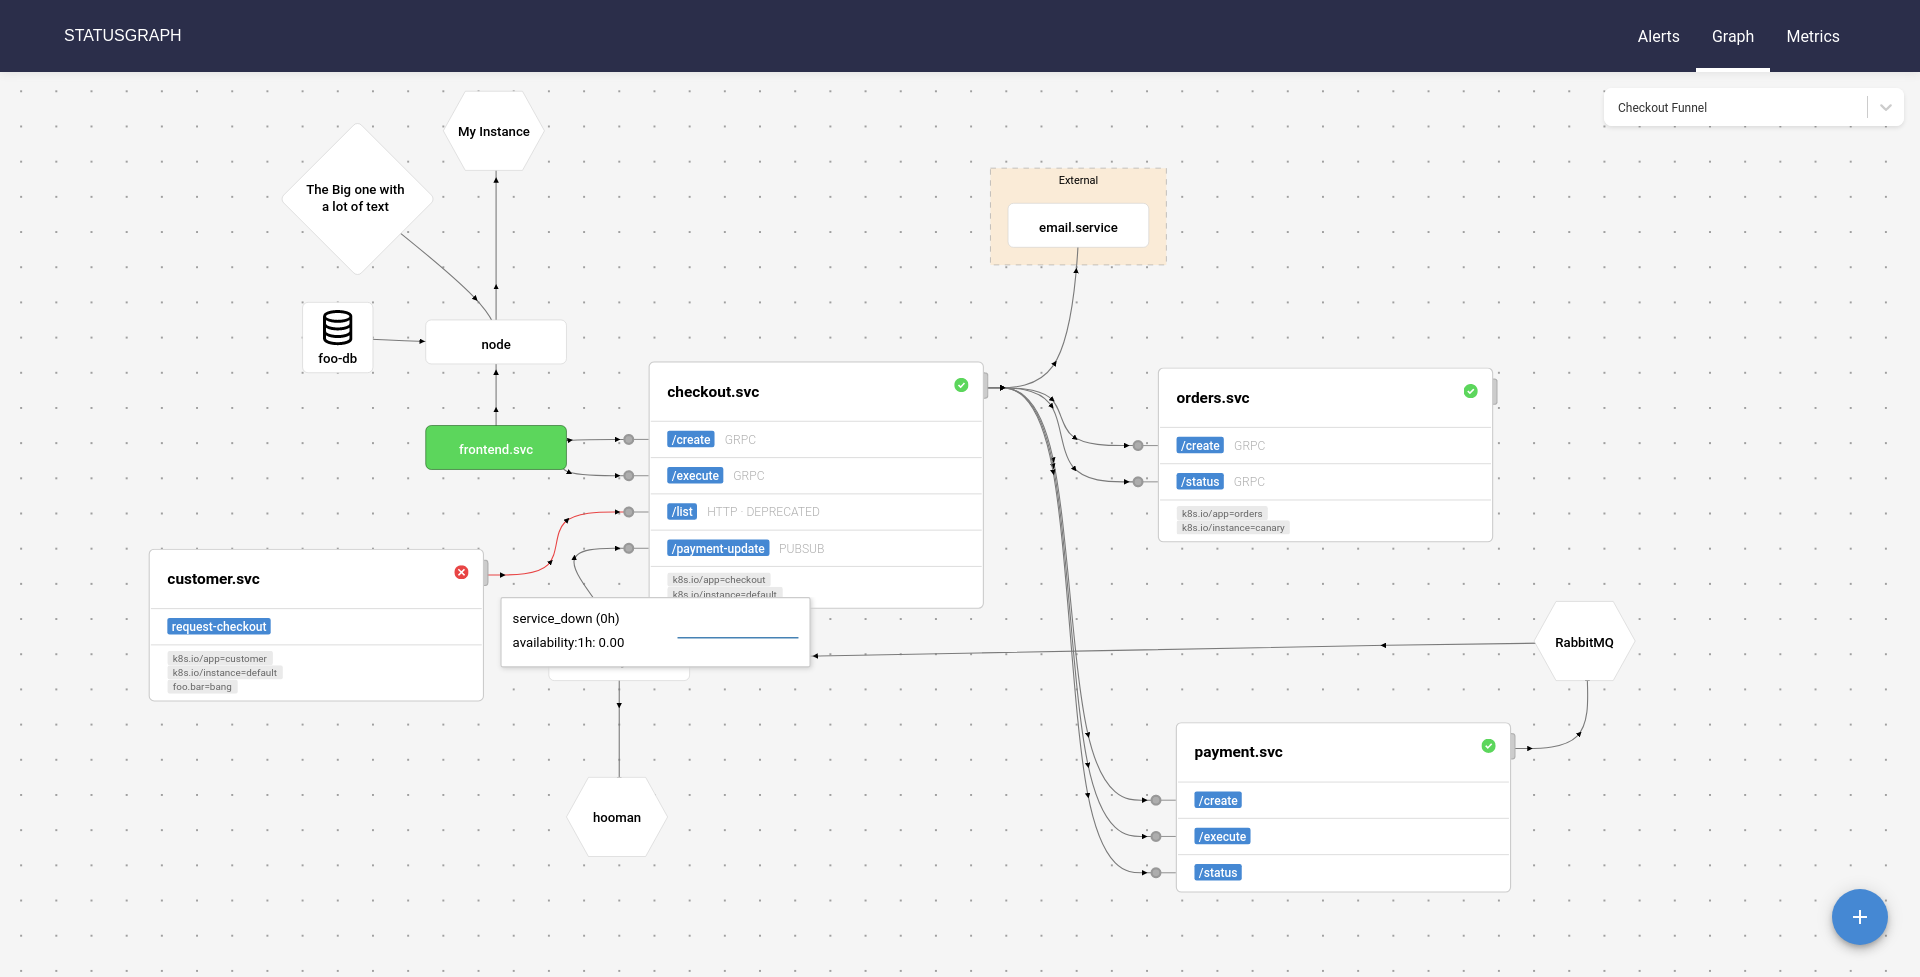 STATUSGRAPH
Alerts
Graph
Metrics
Checkout Funnel
My Instance
The Big one with
a lot of text
External
email.service
foo-db
node
frontend.svc
checkout.svc
/create GRPC
/execute GRPC
/list HTTP · DEPRECATED
/payment-update PUBSUB
k8s.io/app=checkout
k8s.io/instance=default
orders.svc
/create GRPC
/status GRPC
k8s.io/app=orders
k8s.io/instance=canary
customer.svc
request-checkout
k8s.io/app=customer
k8s.io/instance=default
foo.bar=bang
service_down (0h)
availability:1h: 0.00
RabbitMQ
payment.svc
/create
/execute
/status
hooman